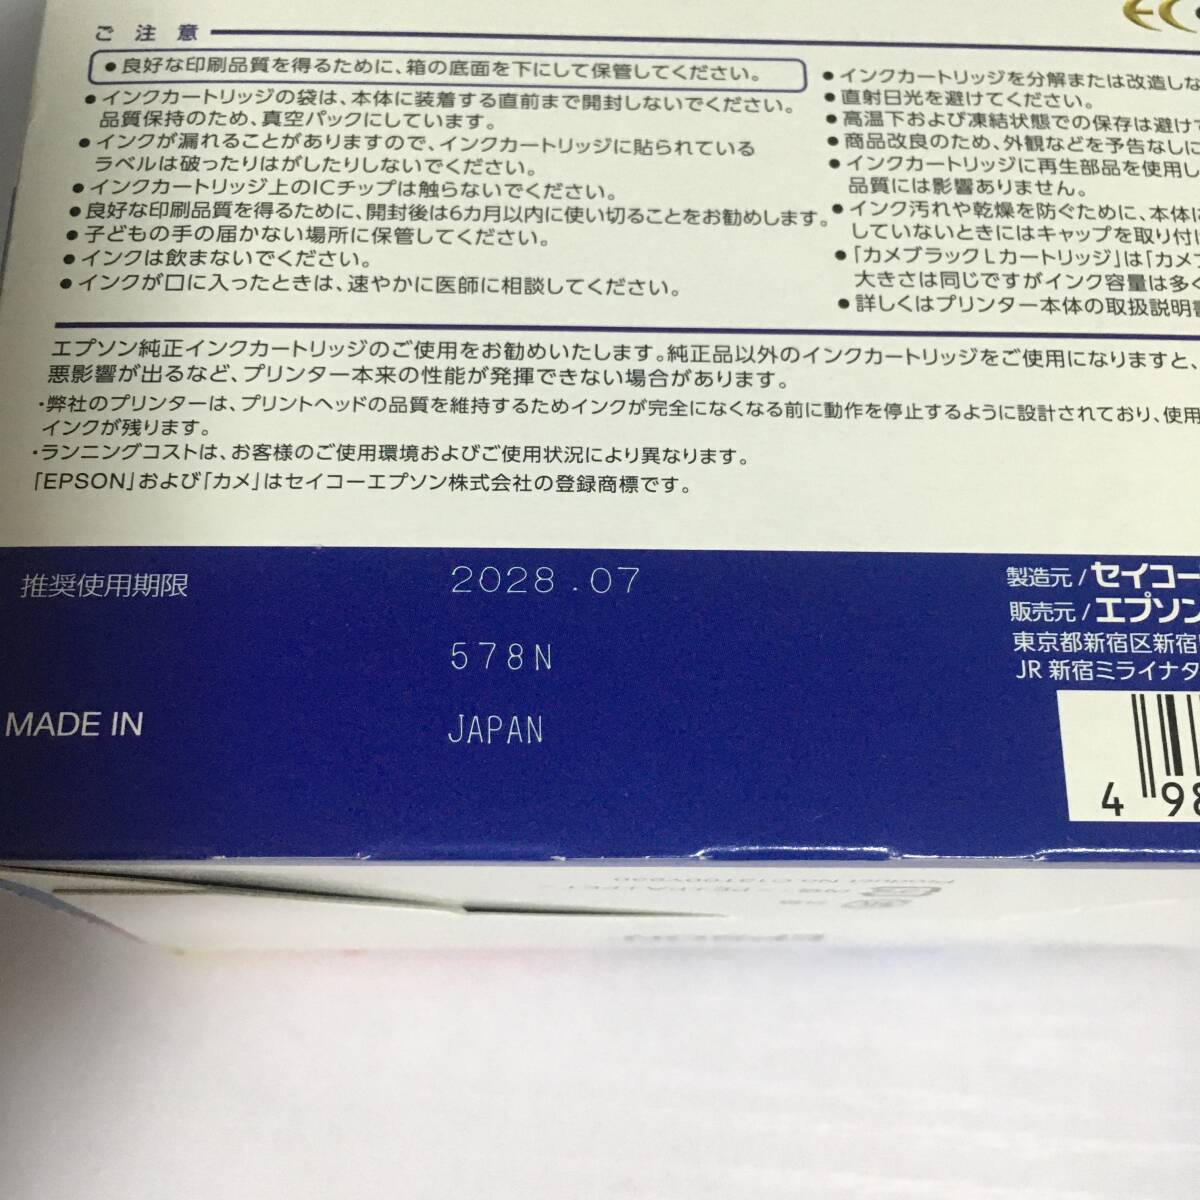 ご注意
●良好な印刷品質を得るために、箱の底面を下にして保管してください。
●インクカートリッジの袋は、本体に装着する直前まで開封しないでください。
品質保持のため、真空パックにしています。
●インクが漏れることがありますので、インクカートリッジに貼られている
ラベルは破ったりはがしたりしないでください。
●インクカートリッジ上のICチップは触らないでください。
●良好な印刷品質を得るために、開封後は6カ月以内に使い切ることをお勧めします。
●子どもの手の届かない場所に保管してください。
●インクは飲まないでください。
●インクが口に入ったときは、速やかに医師に相談してください。
●インクカートリッジを分解または改造しな
●直射日光を避けてください。
●高温下および凍結状態での保存は避けて
●商品改良のため、外観などを予告なしに
●インクカートリッジに再生部品を使用し
品質には影響ありません。
●インク汚れや乾燥を防ぐために、本体に
していないときにはキャップを取り付け
●「カメブラックLカートリッジ」は「カメブ
大きさは同じですがインク容量は多く
●詳しくはプリンター本体の取扱説明書
エプソン純正インクカートリッジのご使用をお勧めいたします。純正品以外のインクカートリッジをご使用になりますと、
悪影響が出るなど、プリンター本来の性能が発揮できない場合があります。
・弊社のプリンターは、プリントヘッドの品質を維持するためインクが完全になくなる前に動作を停止するように設計されており、使用
インクが残ります。
・ランニングコストは、お客様のご使用環境およびご使用状況により異なります。
「EPSON」および「カメ」はセイコーエプソン株式会社の登録商標です。
推奨使用期限 2028.07
578N
MADE IN JAPAN
製造元/セイコー
販売元/エプソン
東京都新宿区新宿
JR 新宿ミライナタ
4 98